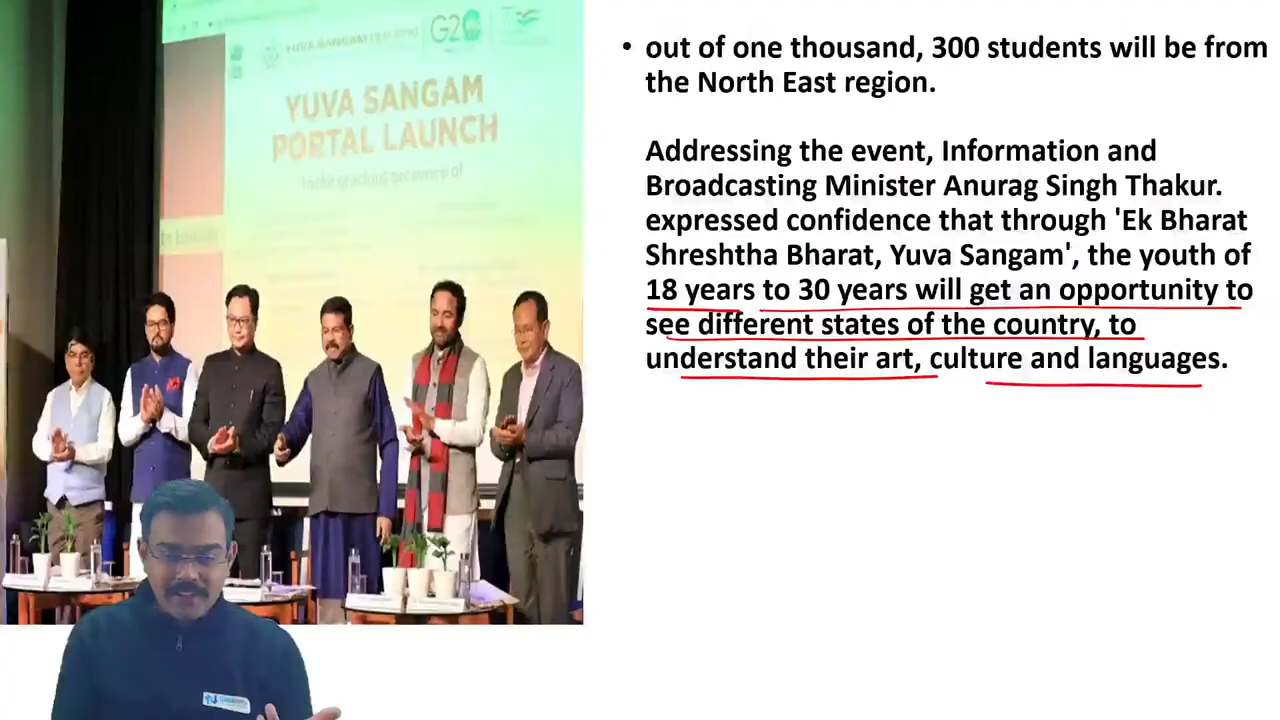 G20
YUVA SANGAM
PORTAL LAUNCH
• out of one thousand, 300 students will be from
the North East region.
Addressing the event, Information and
Broadcasting Minister Anurag Singh Thakur.
expressed confidence that through 'Ek Bharat
Shreshtha Bharat, Yuva Sangam', the youth of
18 years to 30 years will get an opportunity to
see different states of the country, to
understand their art, culture and languages.